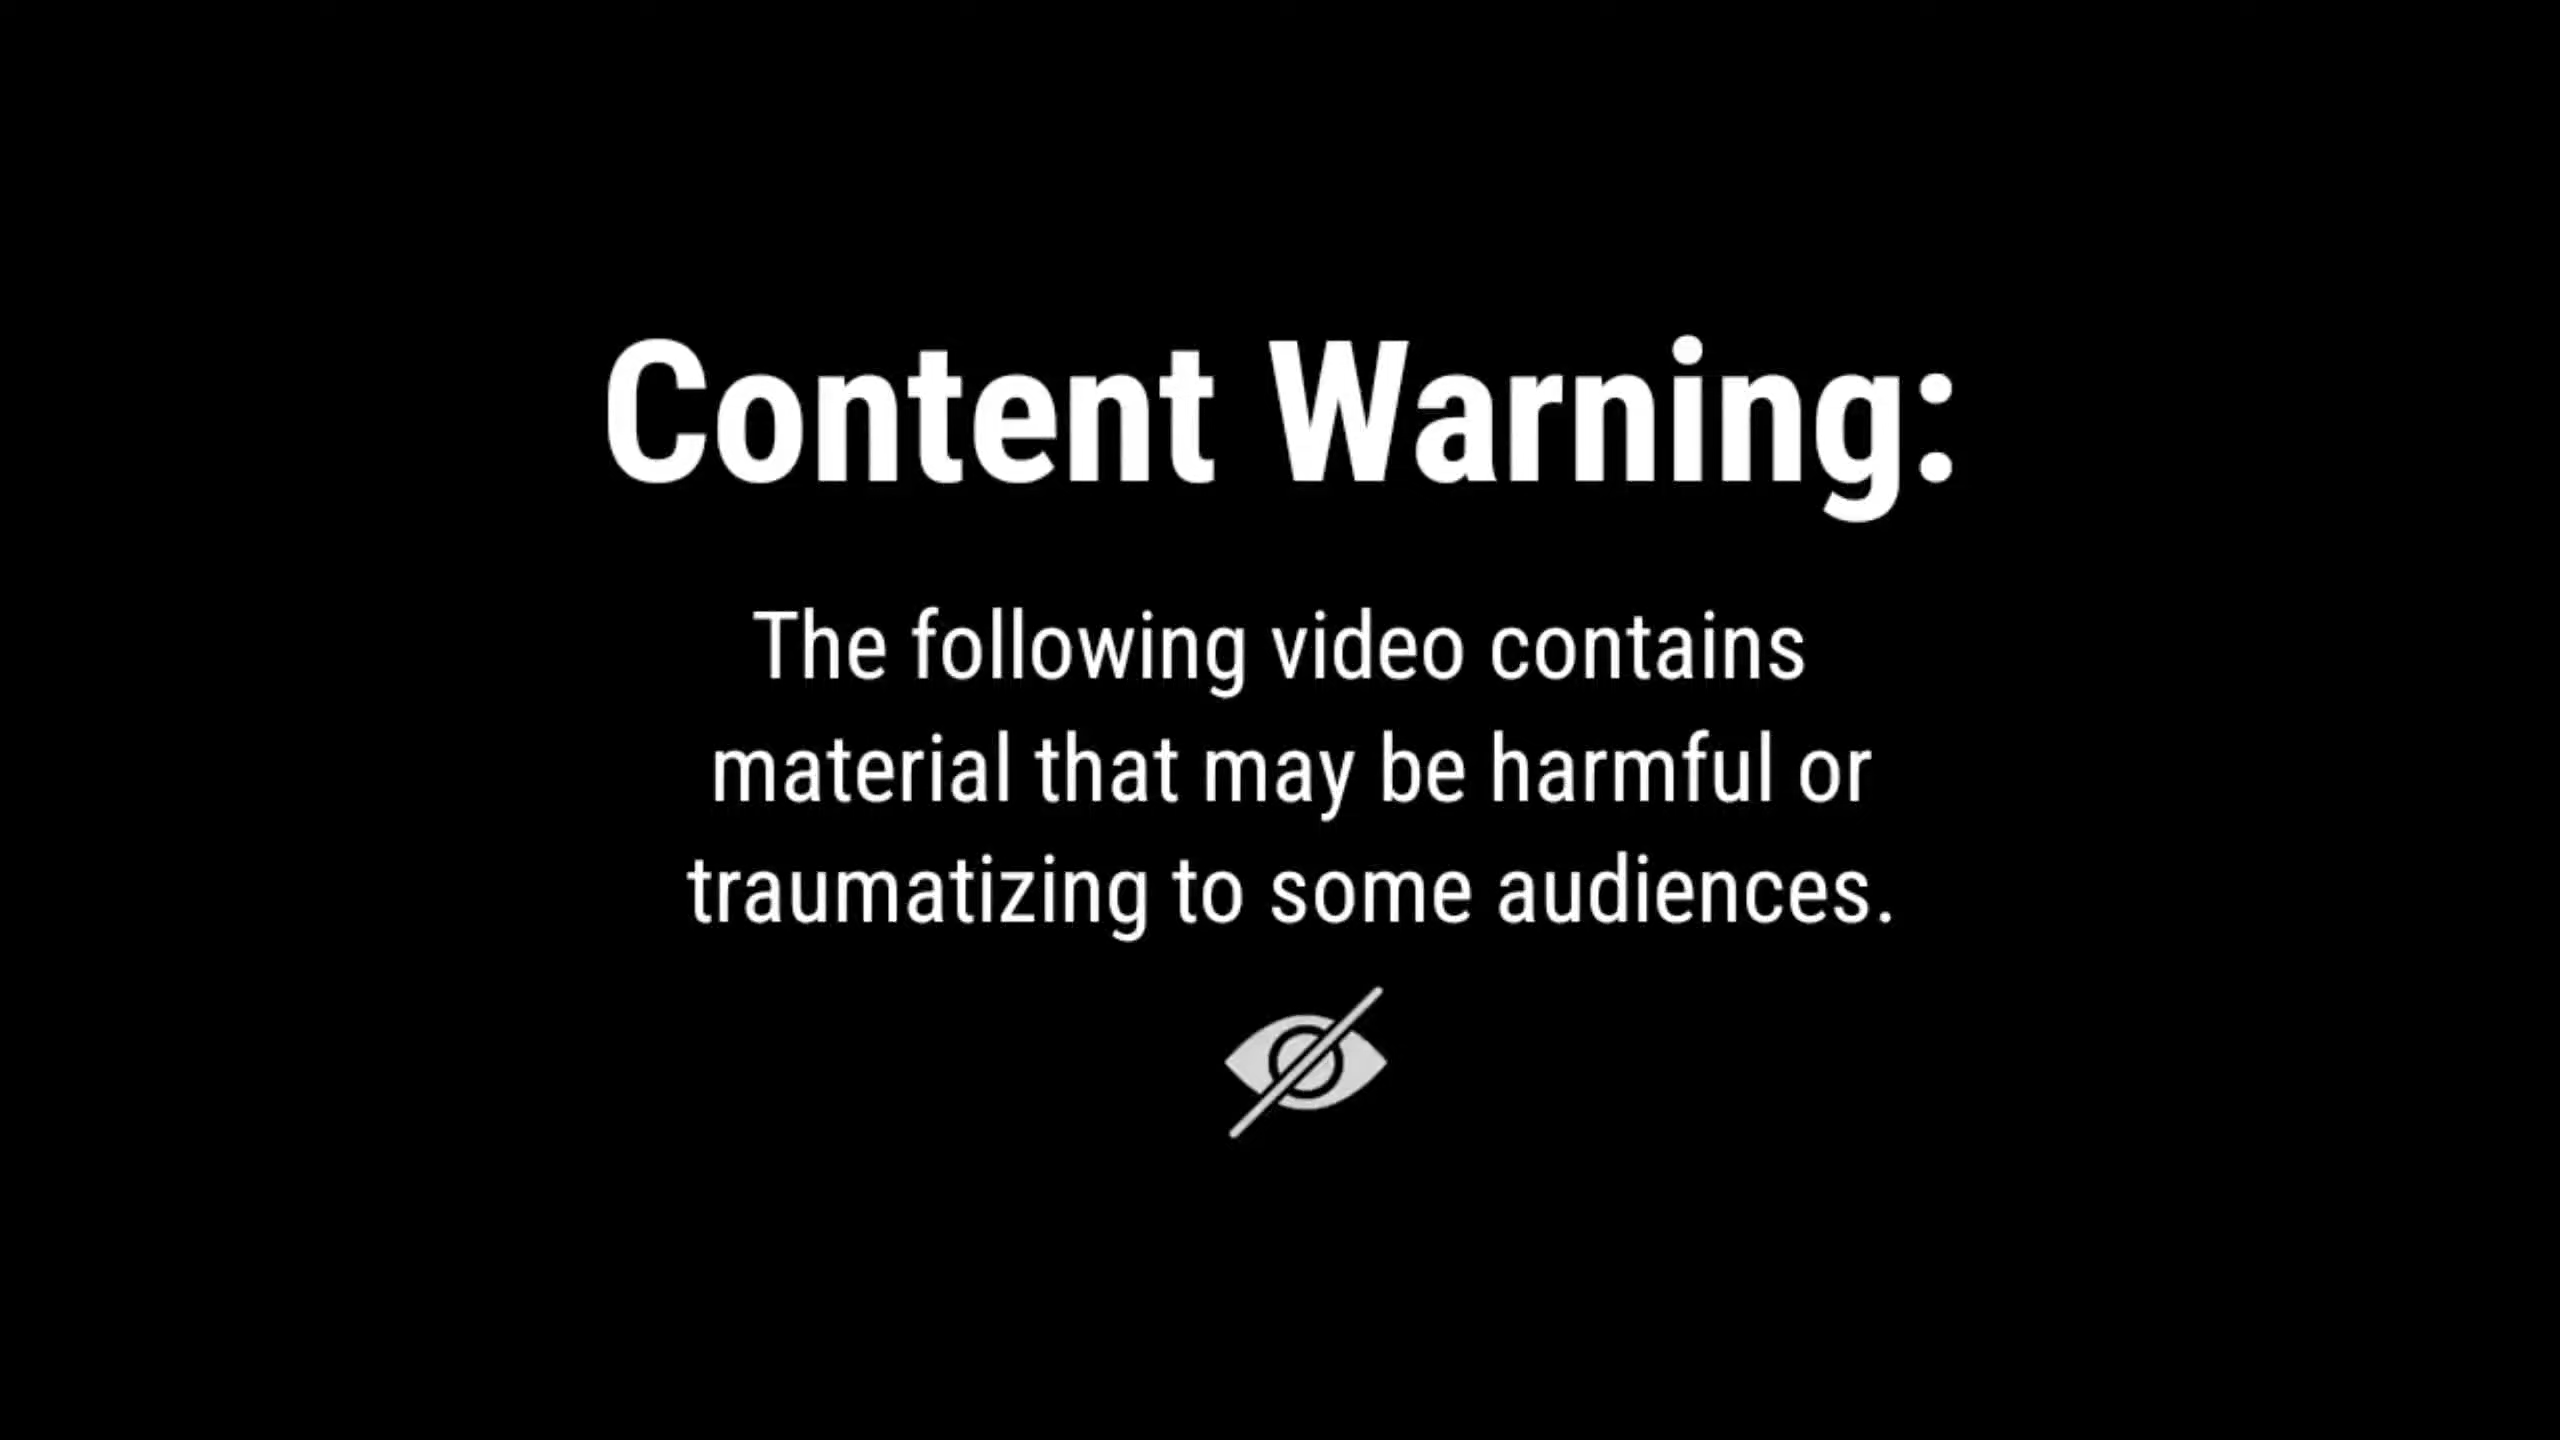 Content Warning:
The following video contains
material that may be harmful or
traumatizing to some audiences.